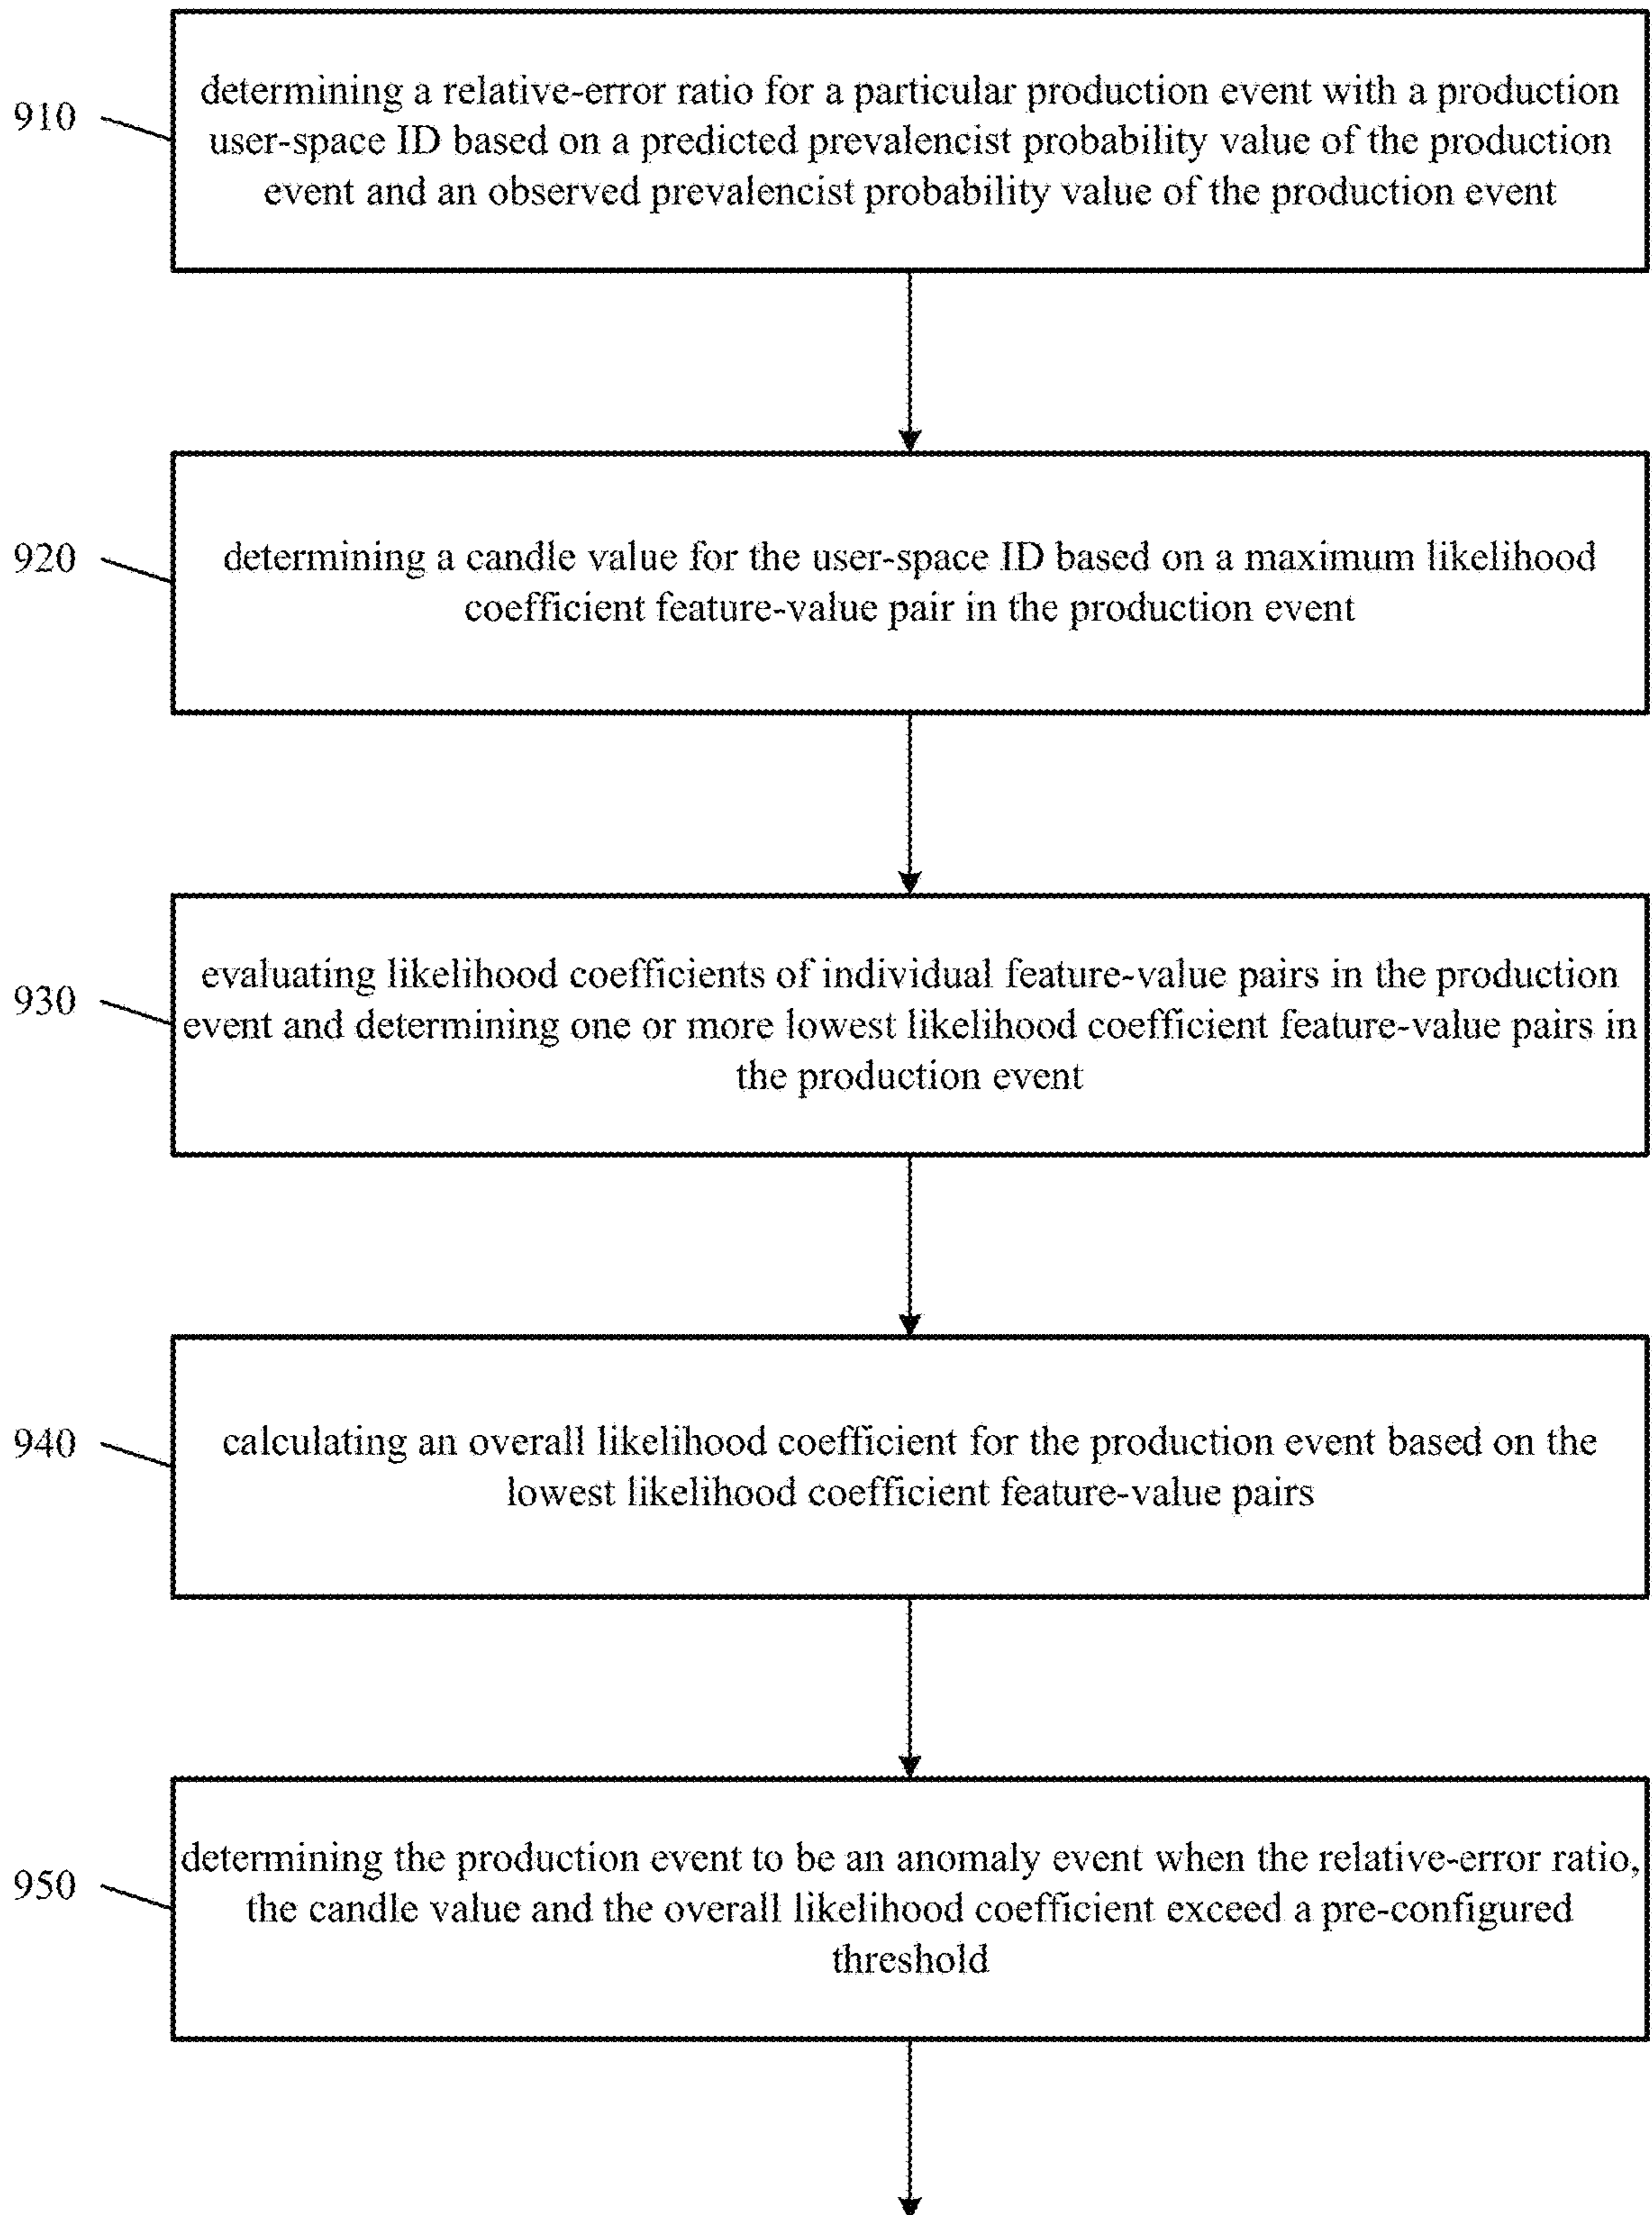 910
determining a relative-error ratio for a particular production event with a production
user-space ID based on a predicted prevalencist probability value of the production
event and an observed prevalencist probability value of the production event
920
determining a candle value for the user-space ID based on a maximum likelihood
coefficient feature-value pair in the production event
930
evaluating likelihood coefficients of individual feature-value pairs in the production
event and determining one or more lowest likelihood coefficient feature-value pairs in
the production event
940
calculating an overall likelihood coefficient for the production event based on the
lowest likelihood coefficient feature-value pairs
950
determining the production event to be an anomaly event when the relative-error ratio,
the candle value and the overall likelihood coefficient exceed a pre-configured
threshold